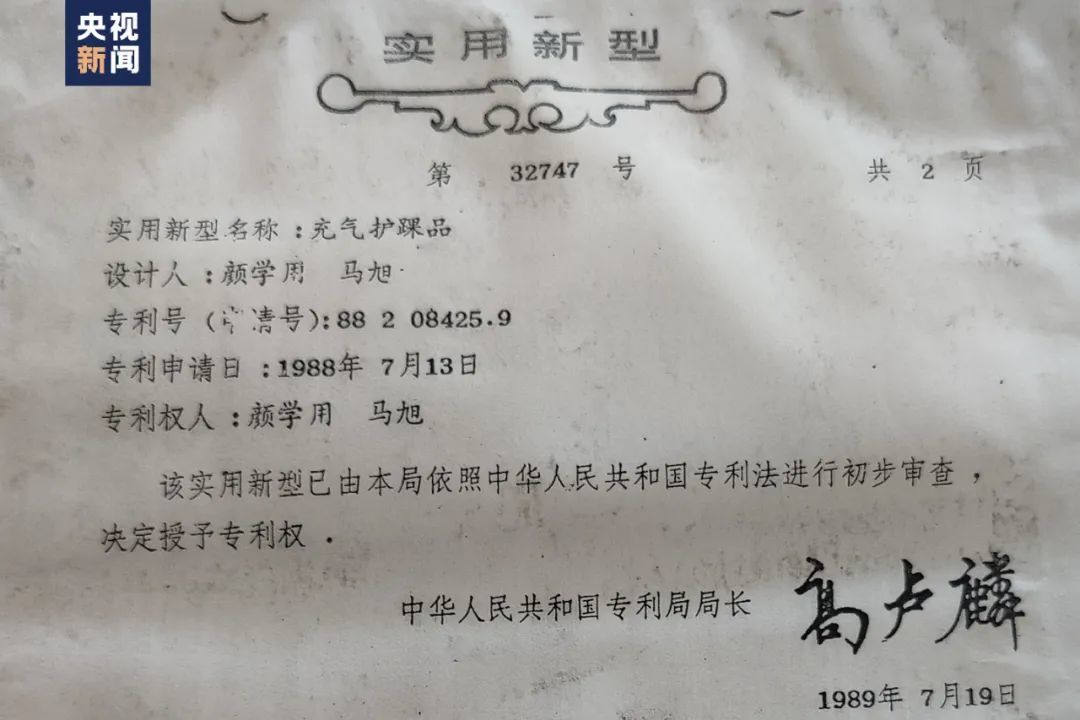 央视
新闻
实用新型
第 32747 号 共 2 页
实用新型名称:充气护踝品
设计人:颜学用 马旭
专利号(申请号):88 2 08425.9
专利申请日:1988年 7月13日
专利权人:颜学用 马旭
该实用新型已由本局依照中华人民共和国专利法进行初步审查,
决定授予专利权.
中华人民共和国专利局局长 高卢麟
1989年 7月19日